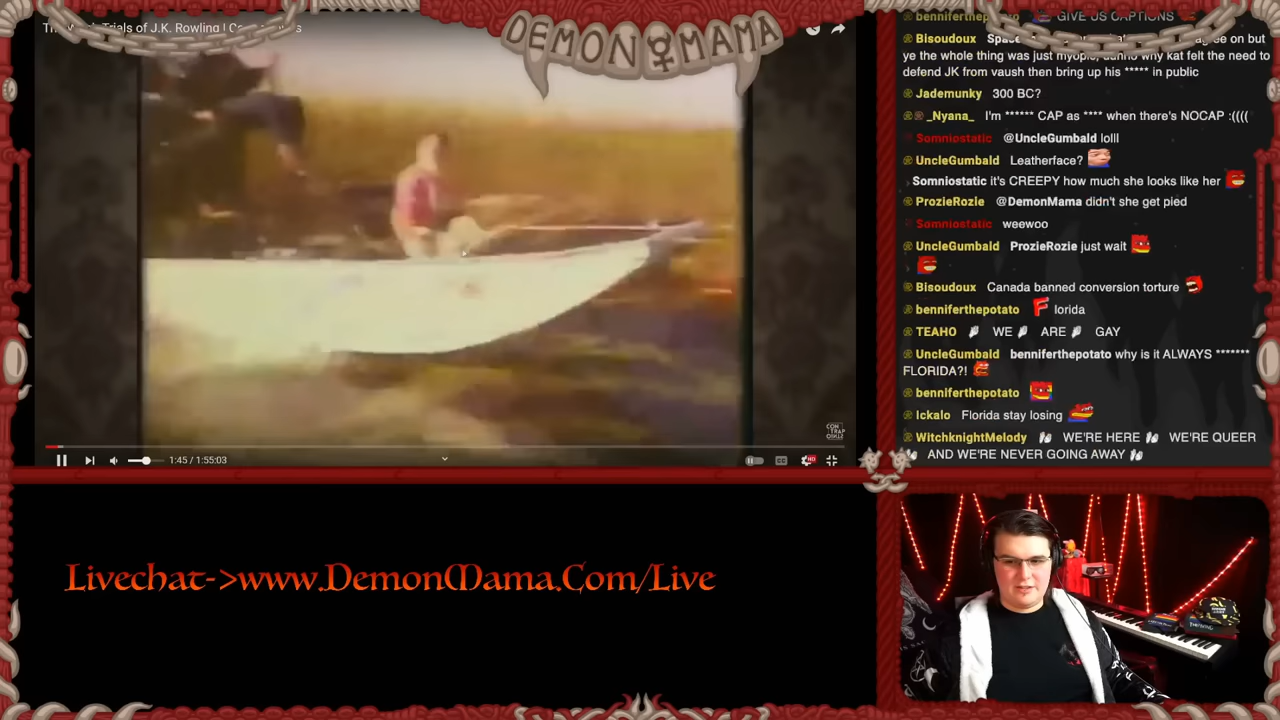 Trials of J.K. Rowling |
DEMON MAMA
1:45 / 1:55:03
CC
HD
CON
TRAP
Livechat->www.DemonMama.Com/Live
GIVE US CAPTIONS
Bisoudoux
agree on but
ye the whole thing was just myopic, dunno why kat felt the need to
defend JK from vaush then bring up his ***** in public
Jademunky 300 BC?
_Nyana_ I'm ****** CAP as **** when there's NOCAP :((((
Somniostatic @UncleGumbald lolll
UncleGumbald Leatherface?
Somniostatic it's CREEPY how much she looks like her
ProzieRozie @DemonMama didn't she get pied
Somniostatic weewoo
UncleGumbald ProzieRozie just wait
Bisoudoux Canada banned conversion torture
benniferthepotato F lorida
TEAHO WE ARE GAY
UncleGumbald benniferthepotato why is it ALWAYS *******
FLORIDA?!
benniferthepotato
Ickalo Florida stay losing
WitchknightMelody WE'RE HERE WE'RE QUEER
AND WE'RE NEVER GOING AWAY